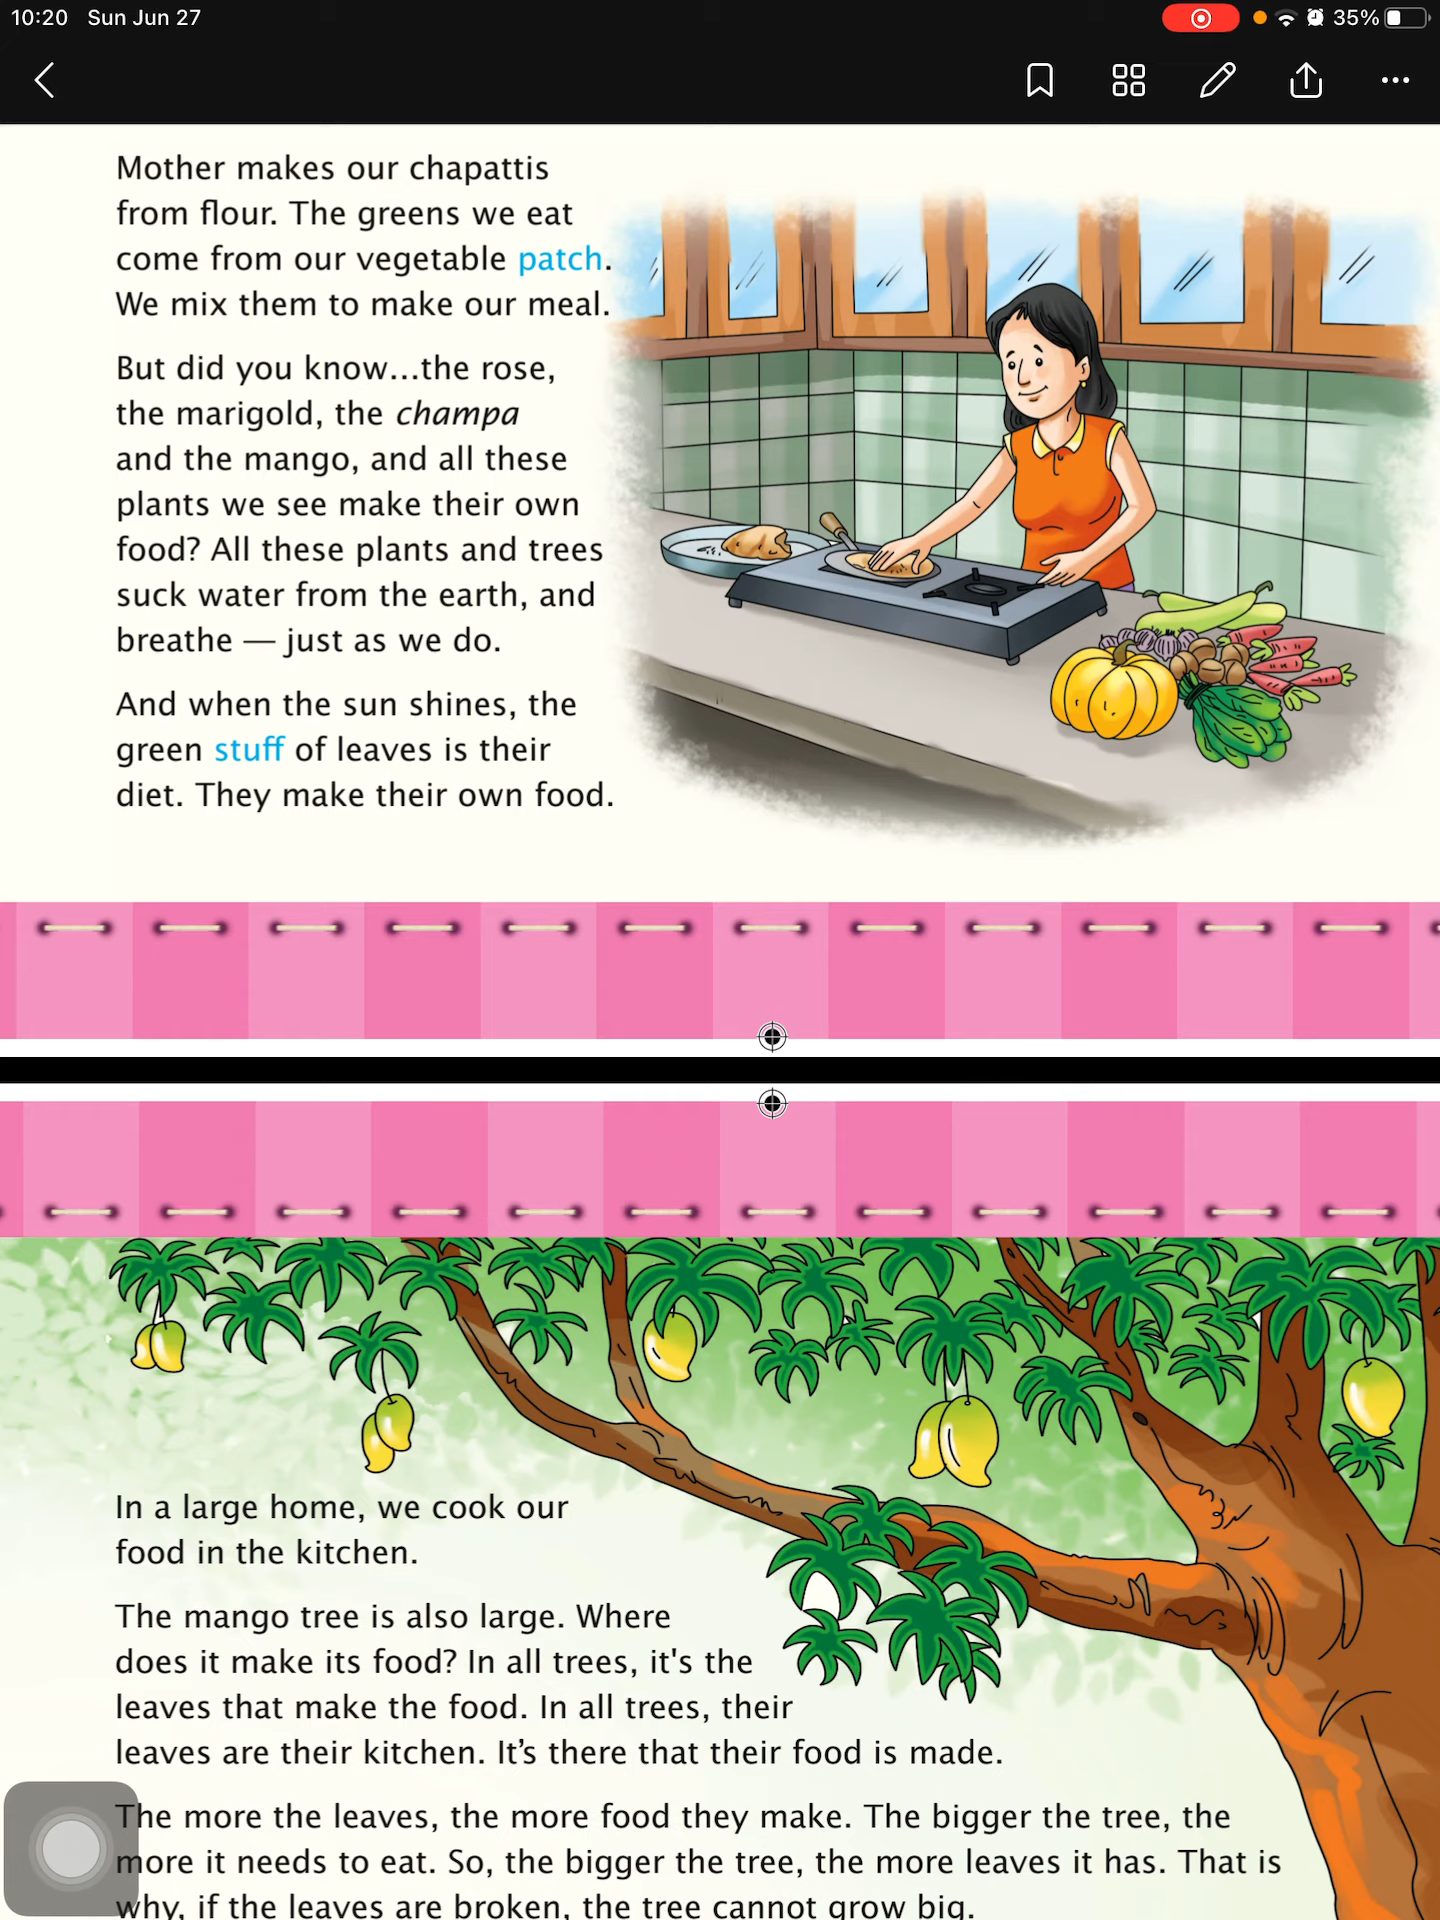 10:20 Sun Jun 27
35%
Mother makes our chapattis
from flour. The greens we eat
come from our vegetable patch.
We mix them to make our meal.
But did you know...the rose,
the marigold, the champa
and the mango, and all these
plants we see make their own
food? All these plants and trees
suck water from the earth, and
breathe — just as we do.
And when the sun shines, the
green stuff of leaves is their
diet. They make their own food.
In a large home, we cook our
food in the kitchen.
The mango tree is also large. Where
does it make its food? In all trees, it's the
leaves that make the food. In all trees, their
leaves are their kitchen. It’s there that their food is made.
The more the leaves, the more food they make. The bigger the tree, the
more it needs to eat. So, the bigger the tree, the more leaves it has. That is
why, if the leaves are broken, the tree cannot grow big.